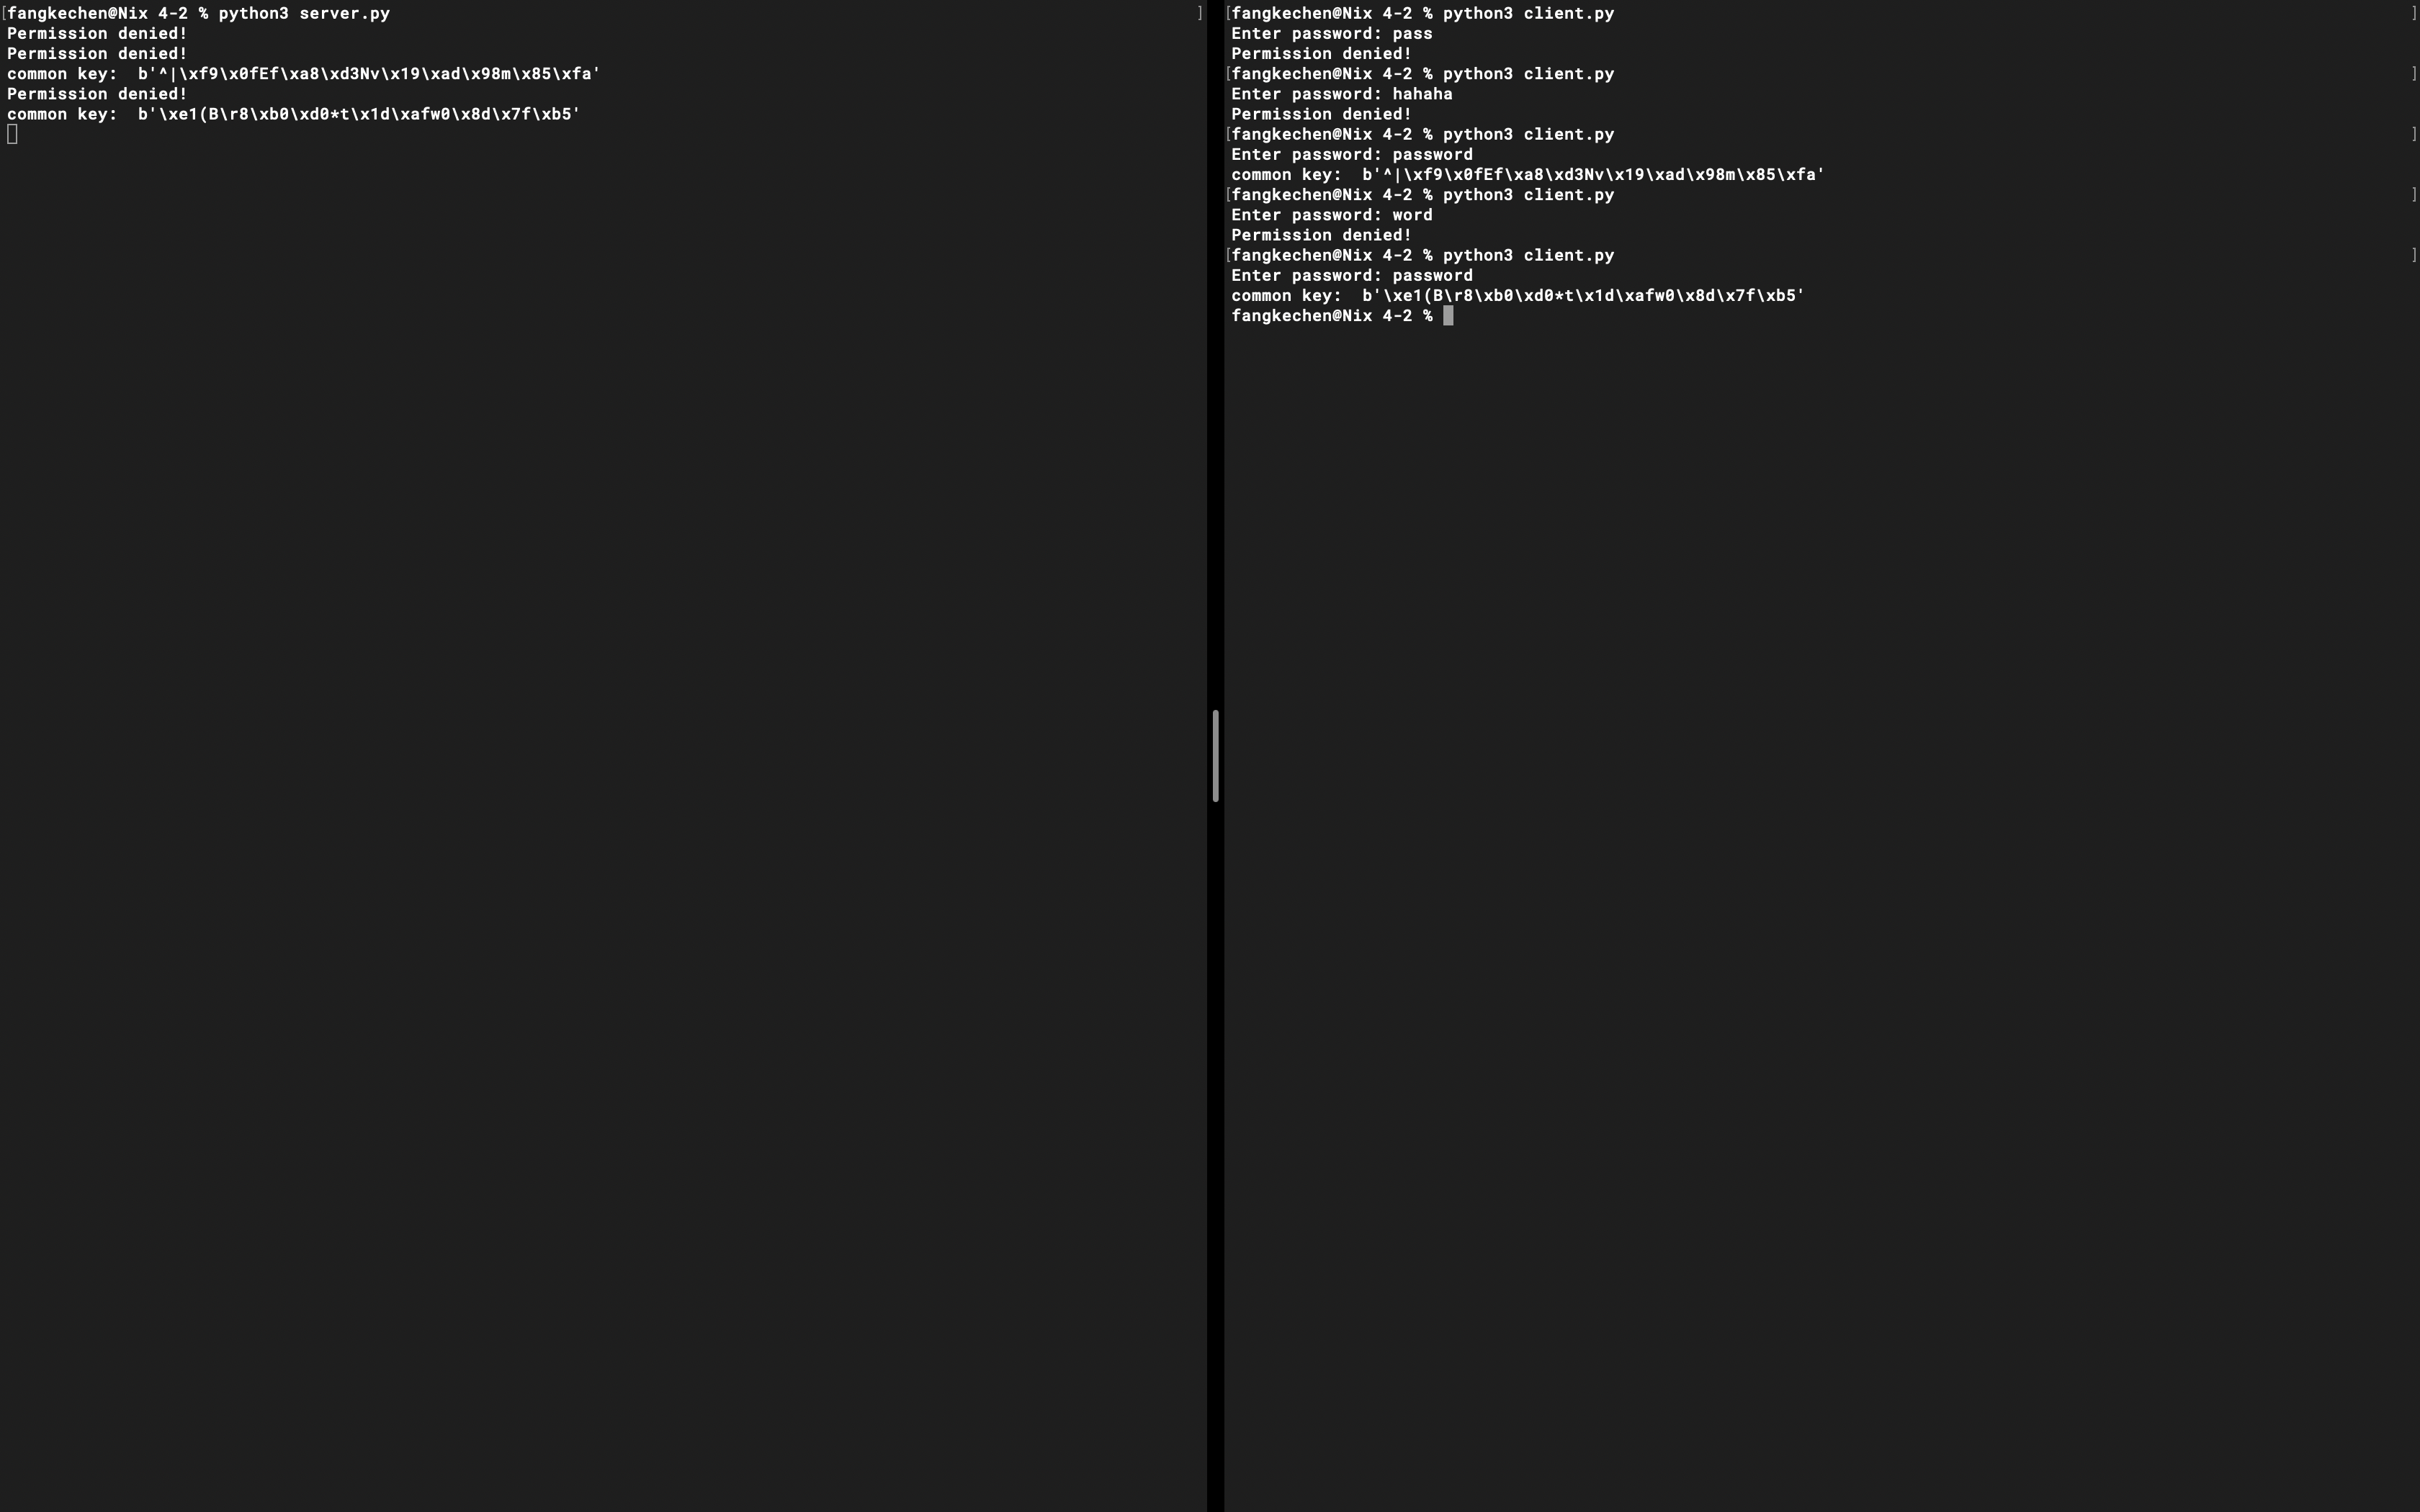 [fangkechen@Nix 4-2 % python3 server.py ]
Permission denied!
Permission denied!
common key:  b'^|\xf9\x0fEf\xa8\xd3Nv\x19\xad\x98m\x85\xfa'
Permission denied!
common key:  b'\xe1(B\r8\xb0\xd0*t\x1d\xafw0\x8d\x7f\xb5'
[fangkechen@Nix 4-2 % python3 client.py ]
Enter password: pass
Permission denied!
[fangkechen@Nix 4-2 % python3 client.py ]
Enter password: hahaha
Permission denied!
[fangkechen@Nix 4-2 % python3 client.py ]
Enter password: password
common key:  b'^|\xf9\x0fEf\xa8\xd3Nv\x19\xad\x98m\x85\xfa'
[fangkechen@Nix 4-2 % python3 client.py ]
Enter password: word
Permission denied!
[fangkechen@Nix 4-2 % python3 client.py ]
Enter password: password
common key:  b'\xe1(B\r8\xb0\xd0*t\x1d\xafw0\x8d\x7f\xb5'
fangkechen@Nix 4-2 %